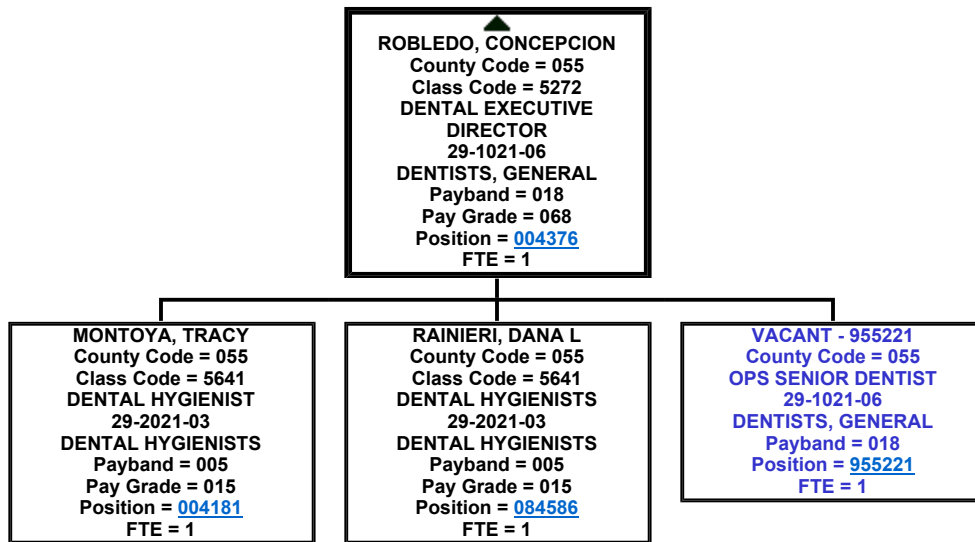 ROBLEDO, CONCEPCION
County Code = 055
Class Code = 5272
DENTAL EXECUTIVE
DIRECTOR
29-1021-06
DENTISTS, GENERAL
Payband = 018
Pay Grade = 068
Position = 004376
FTE = 1
MONTOYA, TRACY
County Code = 055
Class Code = 5641
DENTAL HYGIENIST
29-2021-03
DENTAL HYGIENISTS
Payband = 005
Pay Grade = 015
Position = 004181
FTE = 1
RAINIERI, DANA L
County Code = 055
Class Code = 5641
DENTAL HYGIENISTS
29-2021-03
DENTAL HYGIENISTS
Payband = 005
Pay Grade = 015
Position = 084586
FTE = 1
VACANT - 955221
County Code = 055
OPS SENIOR DENTIST
29-1021-06
DENTISTS, GENERAL
Payband = 018
Position = 955221
FTE = 1